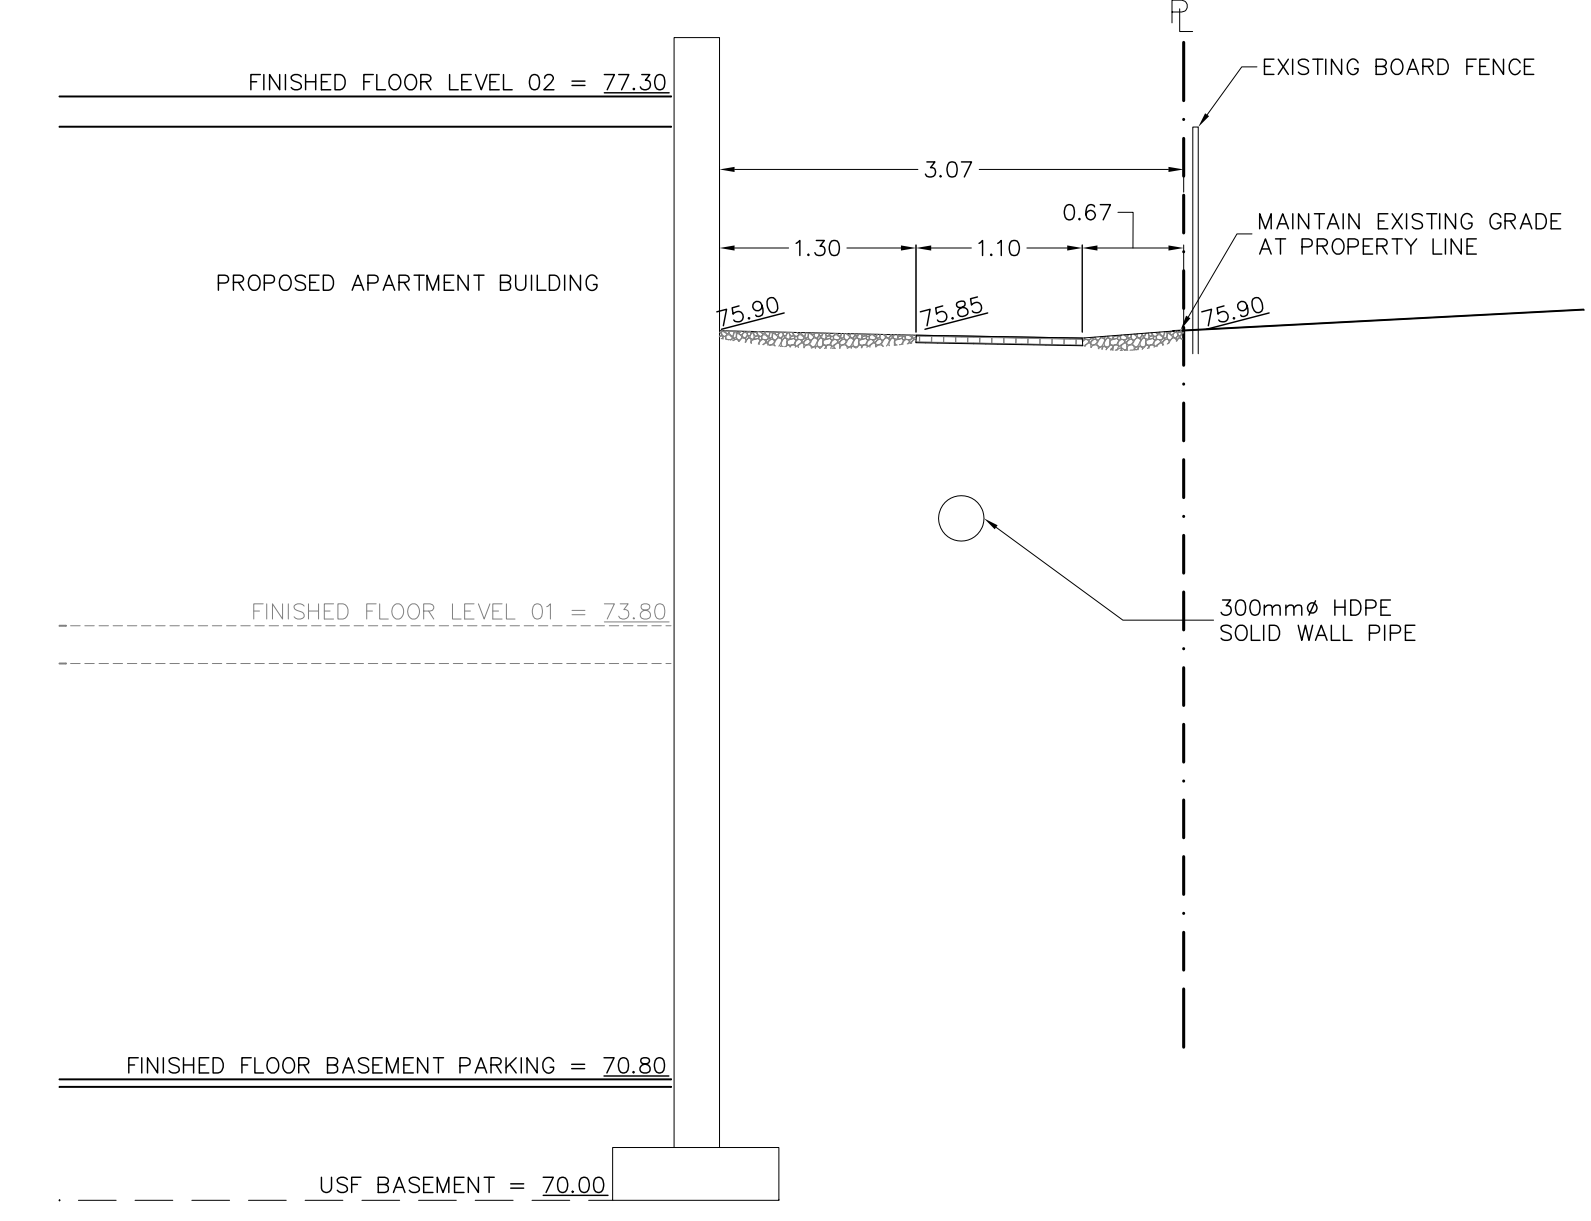 PL
FINISHED FLOOR LEVEL 02 = 77.30
EXISTING BOARD FENCE
3.07
0.67
MAINTAIN EXISTING GRADE
AT PROPERTY LINE
1.30
1.10
PROPOSED APARTMENT BUILDING
75.90
75.85
75.90
300mmø HDPE
SOLID WALL PIPE
FINISHED FLOOR LEVEL 01 = 73.80
FINISHED FLOOR BASEMENT PARKING = 70.80
USF BASEMENT = 70.00